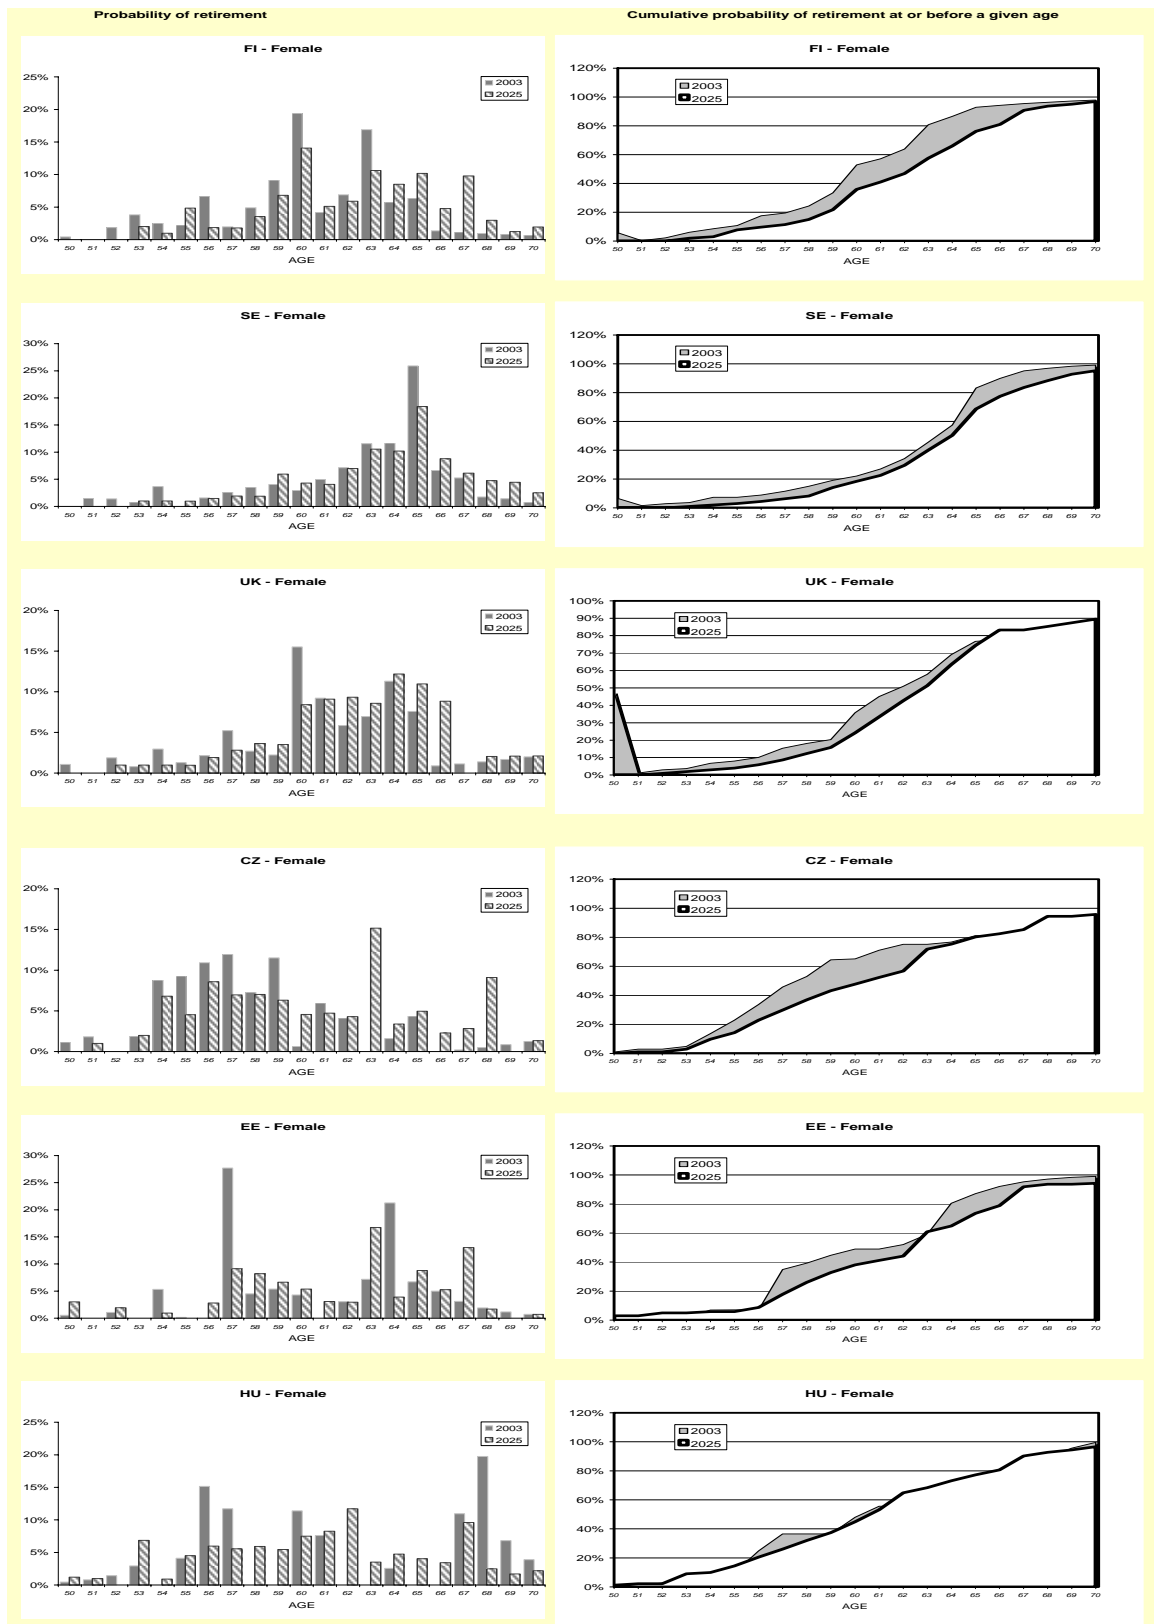 Probability of retirement
Cumulative probability of retirement at or before a given age
FI - Female
25%
20%
15%
10%
5%
0%
2003
2025
50 51 52 53 54 55 56 57 58 59 60 61 62 63 64 65 66 67 68 69 70
AGE
FI - Female
120%
100%
80%
60%
40%
20%
0%
2003
2025
50 51 52 53 54 55 56 57 58 59 60 61 62 63 64 65 66 67 68 69 70
AGE
SE - Female
30%
25%
20%
15%
10%
5%
0%
2003
2025
50 51 52 53 54 55 56 57 58 59 60 61 62 63 64 65 66 67 68 69 70
AGE
SE - Female
120%
100%
80%
60%
40%
20%
0%
2003
2025
50 51 52 53 54 55 56 57 58 59 60 61 62 63 64 65 66 67 68 69 70
AGE
UK - Female
20%
15%
10%
5%
0%
2003
2025
50 51 52 53 54 55 56 57 58 59 60 61 62 63 64 65 66 67 68 69 70
AGE
UK - Female
100%
90%
80%
70%
60%
50%
40%
30%
20%
10%
0%
2003
2025
50 51 52 53 54 55 56 57 58 59 60 61 62 63 64 65 66 67 68 69 70
AGE
CZ - Female
20%
15%
10%
5%
0%
2003
2025
50 51 52 53 54 55 56 57 58 59 60 61 62 63 64 65 66 67 68 69 70
AGE
CZ - Female
120%
100%
80%
60%
40%
20%
0%
2003
2025
50 51 52 53 54 55 56 57 58 59 60 61 62 63 64 65 66 67 68 69 70
AGE
EE - Female
30%
25%
20%
15%
10%
5%
0%
2003
2025
50 51 52 53 54 55 56 57 58 59 60 61 62 63 64 65 66 67 68 69 70
AGE
EE - Female
120%
100%
80%
60%
40%
20%
0%
2003
2025
50 51 52 53 54 55 56 57 58 59 60 61 62 63 64 65 66 67 68 69 70
AGE
HU - Female
25%
20%
15%
10%
5%
0%
2003
2025
50 51 52 53 54 55 56 57 58 59 60 61 62 63 64 65 66 67 68 69 70
AGE
HU - Female
120%
100%
80%
60%
40%
20%
0%
2003
2025
50 51 52 53 54 55 56 57 58 59 60 61 62 63 64 65 66 67 68 69 70
AGE